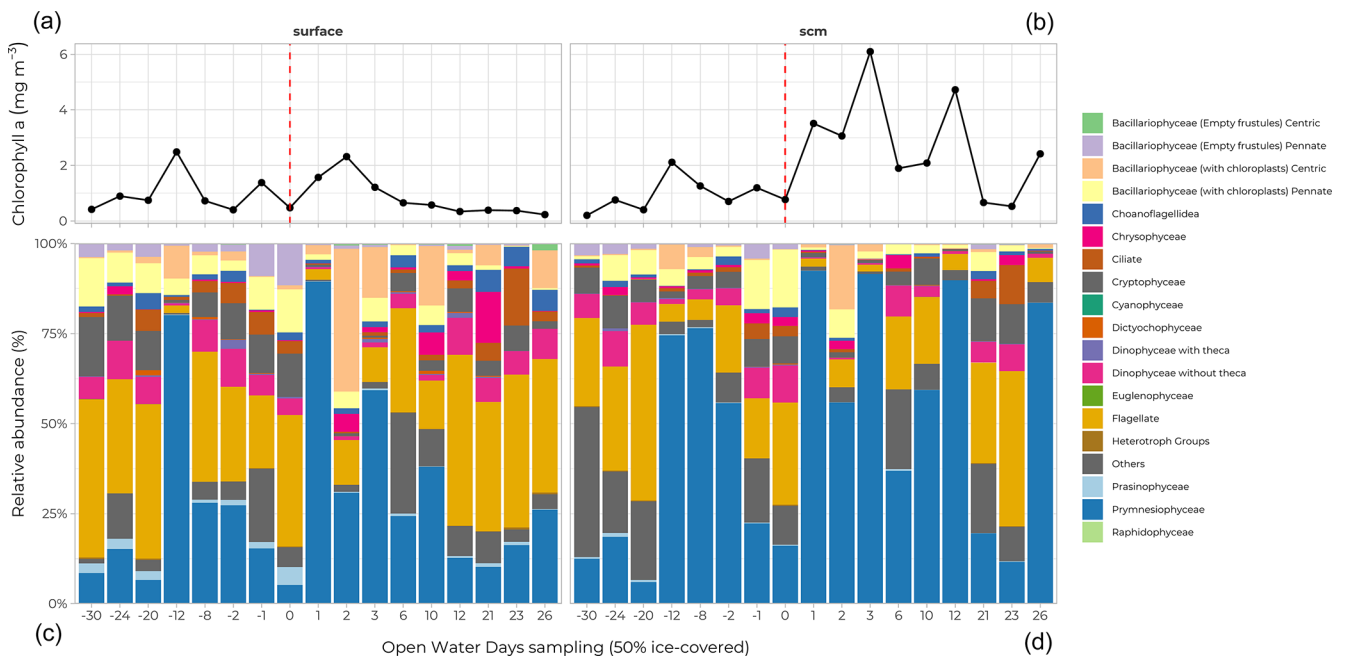 (a)
surface
scm
(b)
Chlorophyll a (mg m⁻³)
6
4
2
0
Relative abundance (%)
100%
75%
50%
25%
0%
-30 -24 -20 -12 -8 -2 -1 0 1 2 3 6 10 12 21 23 26
-30 -24 -20 -12 -8 -2 -1 0 1 2 3 6 10 12 21 23 26
(c)
Open Water Days sampling (50% ice-covered)
(d)
Bacillariophyceae (Empty frustules) Centric
Bacillariophyceae (Empty frustules) Pennate
Bacillariophyceae (with chloroplasts) Centric
Bacillariophyceae (with chloroplasts) Pennate
Choanoflagellidea
Chrysophyceae
Ciliate
Cryptophyceae
Cyanophyceae
Dictyochophyceae
Dinophyceae with theca
Dinophyceae without theca
Euglenophyceae
Flagellate
Heterotroph Groups
Others
Prasinophyceae
Prymnesiophyceae
Raphidophyceae